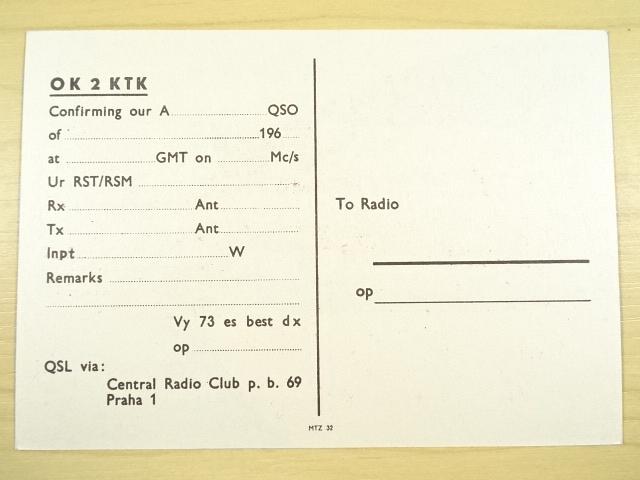 OK 2 KTK
Confirming our A.......................... QSO
of ........................................................ 196......
at .......................... GMT on ............... Mc/s
Ur RST/RSM ..............................................
Rx ..................................... Ant........................
Tx ..................................... Ant........................
Inpt ............................................ W
Remarks ....................................................
........................................................................
Vy 73 es best dx
op ...............................
QSL via:
Central Radio Club p. b. 69
Praha 1
To Radio
op
MTZ 32